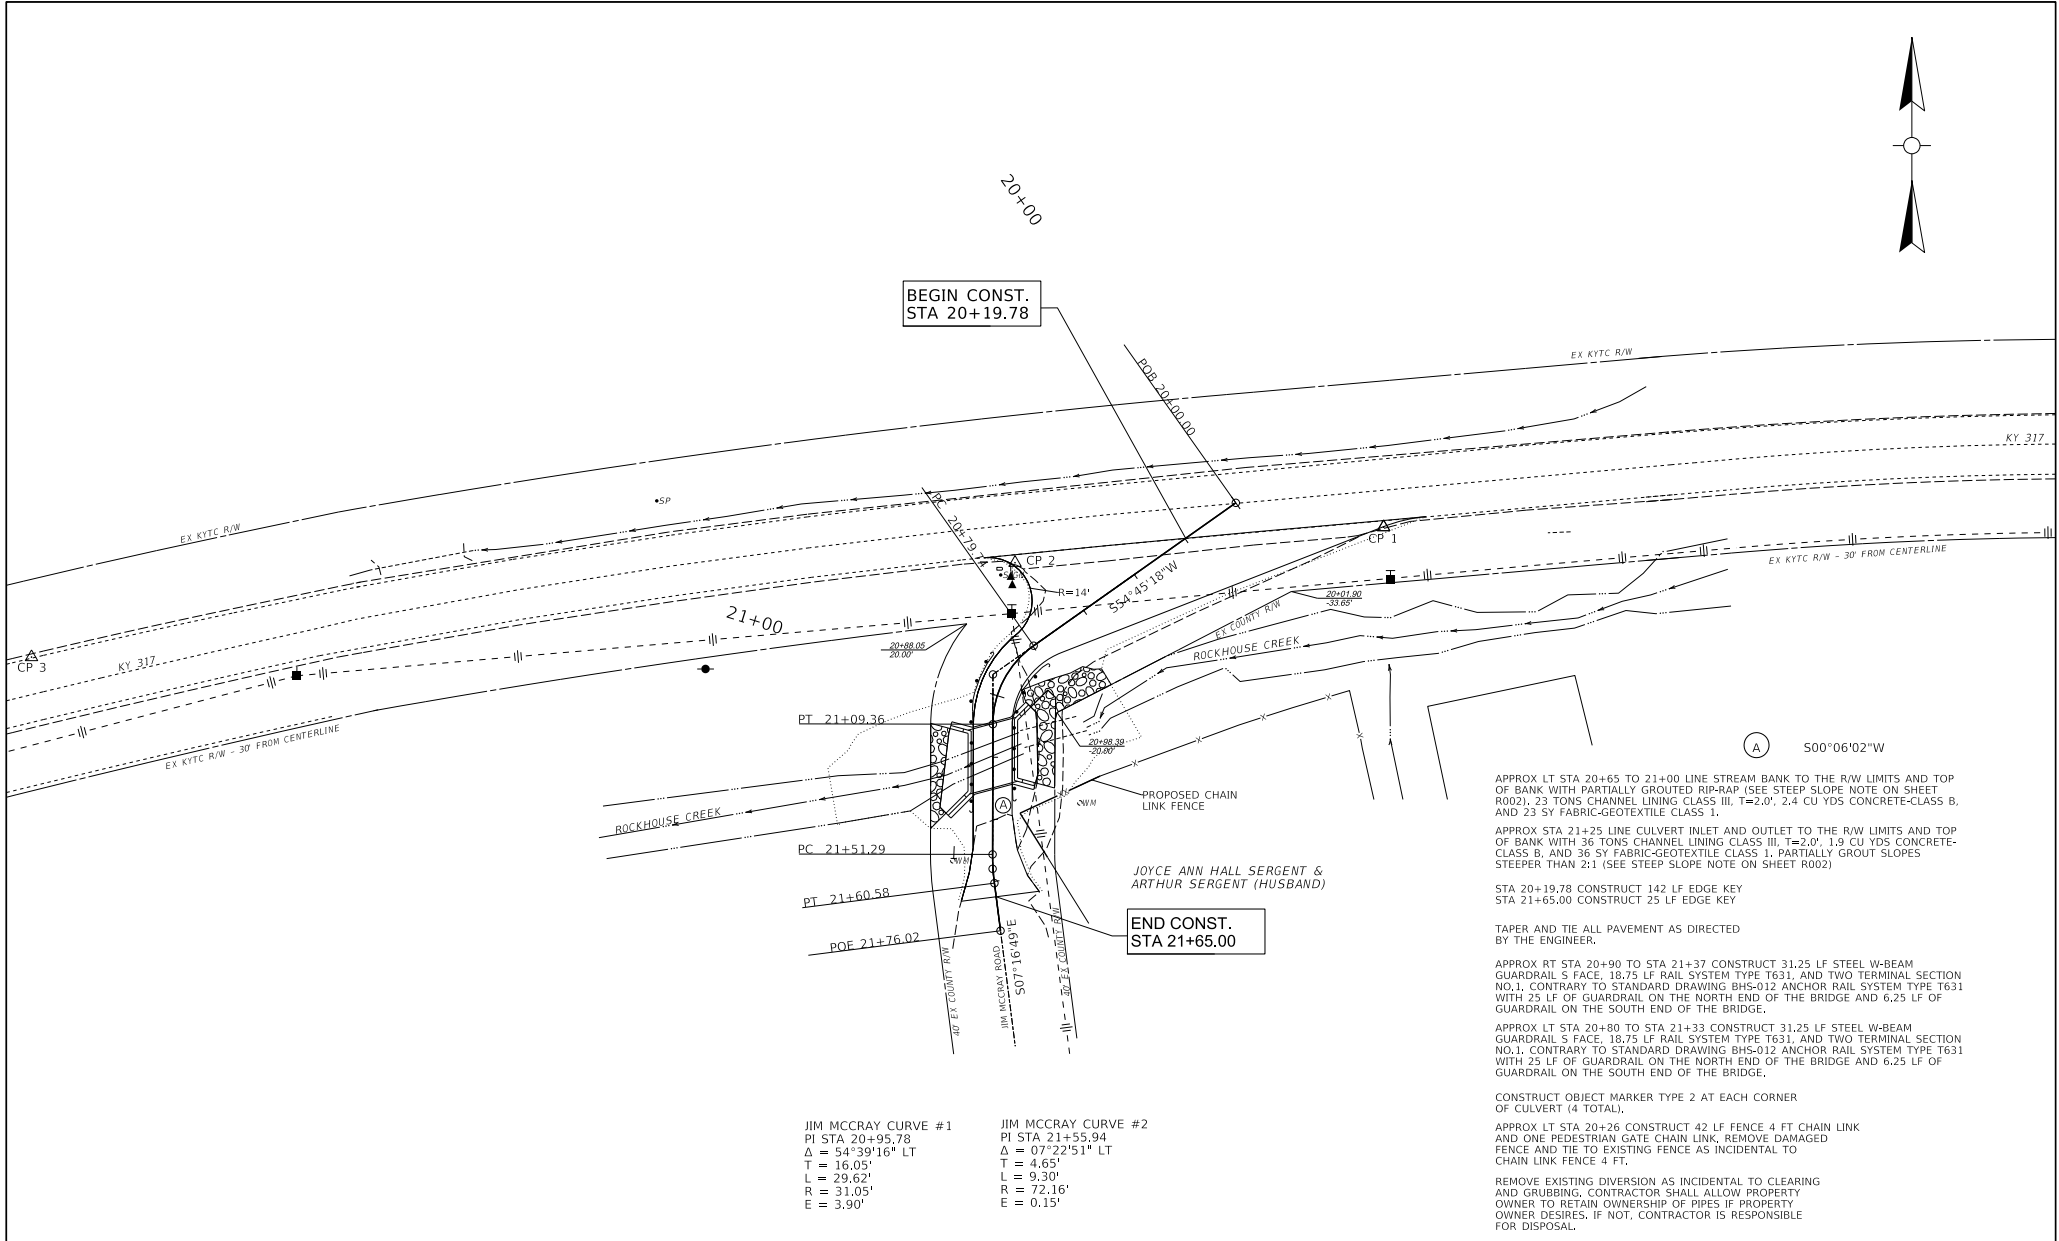 20+00
BEGIN CONST.
STA 20+19.78
POB 20+00.00
EX KYTC R/W
KY 317
SP
EX KYTC R/W
PC 20+79.74
CP 1
CP 2
SIGN
R=14'
S54°45'18"W
EX KYTC R/W - 30' FROM CENTERLINE
20+01.90
-33.65'
EX COUNTY R/W
ROCKHOUSE CREEK
21+00
20+88.05
20.00'
CP 3
KY 317
EX KYTC R/W - 30' FROM CENTERLINE
PT 21+09.36
20+98.39
-20.00'
PROPOSED CHAIN
LINK FENCE
WM
A
ROCKHOUSE CREEK
PC 21+51.29
WM
PT 21+60.58
POE 21+76.02
JOYCE ANN HALL SERGENT &
ARTHUR SERGENT (HUSBAND)
END CONST.
STA 21+65.00
40' EX COUNTY R/W
JIM MCCRAY ROAD
S07°16'49"E
40' EX COUNTY R/W
A S00°06'02"W
APPROX LT STA 20+65 TO 21+00 LINE STREAM BANK TO THE R/W LIMITS AND TOP
OF BANK WITH PARTIALLY GROUTED RIP-RAP (SEE STEEP SLOPE NOTE ON SHEET
R002). 23 TONS CHANNEL LINING CLASS III, T=2.0', 2.4 CU YDS CONCRETE-CLASS B,
AND 23 SY FABRIC-GEOTEXTILE CLASS 1.
APPROX STA 21+25 LINE CULVERT INLET AND OUTLET TO THE R/W LIMITS AND TOP
OF BANK WITH 36 TONS CHANNEL LINING CLASS III, T=2.0', 1.9 CU YDS CONCRETE-
CLASS B, AND 36 SY FABRIC-GEOTEXTILE CLASS 1. PARTIALLY GROUT SLOPES
STEEPER THAN 2:1 (SEE STEEP SLOPE NOTE ON SHEET R002)
STA 20+19.78 CONSTRUCT 142 LF EDGE KEY
STA 21+65.00 CONSTRUCT 25 LF EDGE KEY
TAPER AND TIE ALL PAVEMENT AS DIRECTED
BY THE ENGINEER.
APPROX RT STA 20+90 TO STA 21+37 CONSTRUCT 31.25 LF STEEL W-BEAM
GUARDRAIL S FACE, 18.75 LF RAIL SYSTEM TYPE T631, AND TWO TERMINAL SECTION
NO.1. CONTRARY TO STANDARD DRAWING BHS-012 ANCHOR RAIL SYSTEM TYPE T631
WITH 25 LF OF GUARDRAIL ON THE NORTH END OF THE BRIDGE AND 6.25 LF OF
GUARDRAIL ON THE SOUTH END OF THE BRIDGE.
APPROX LT STA 20+80 TO STA 21+33 CONSTRUCT 31.25 LF STEEL W-BEAM
GUARDRAIL S FACE, 18.75 LF RAIL SYSTEM TYPE T631, AND TWO TERMINAL SECTION
NO.1. CONTRARY TO STANDARD DRAWING BHS-012 ANCHOR RAIL SYSTEM TYPE T631
WITH 25 LF OF GUARDRAIL ON THE NORTH END OF THE BRIDGE AND 6.25 LF OF
GUARDRAIL ON THE SOUTH END OF THE BRIDGE.
CONSTRUCT OBJECT MARKER TYPE 2 AT EACH CORNER
OF CULVERT (4 TOTAL).
APPROX LT STA 20+26 CONSTRUCT 42 LF FENCE 4 FT CHAIN LINK
AND ONE PEDESTRIAN GATE CHAIN LINK. REMOVE DAMAGED
FENCE AND TIE TO EXISTING FENCE AS INCIDENTAL TO
CHAIN LINK FENCE 4 FT.
REMOVE EXISTING DIVERSION AS INCIDENTAL TO CLEARING
AND GRUBBING. CONTRACTOR SHALL ALLOW PROPERTY
OWNER TO RETAIN OWNERSHIP OF PIPES IF PROPERTY
OWNER DESIRES. IF NOT, CONTRACTOR IS RESPONSIBLE
FOR DISPOSAL.
JIM MCCRAY CURVE #1
PI STA 20+95.78
Δ = 54°39'16" LT
T = 16.05'
L = 29.62'
R = 31.05'
E = 3.90'
JIM MCCRAY CURVE #2
PI STA 21+55.94
Δ = 07°22'51" LT
T = 4.65'
L = 9.30'
R = 72.16'
E = 0.15'